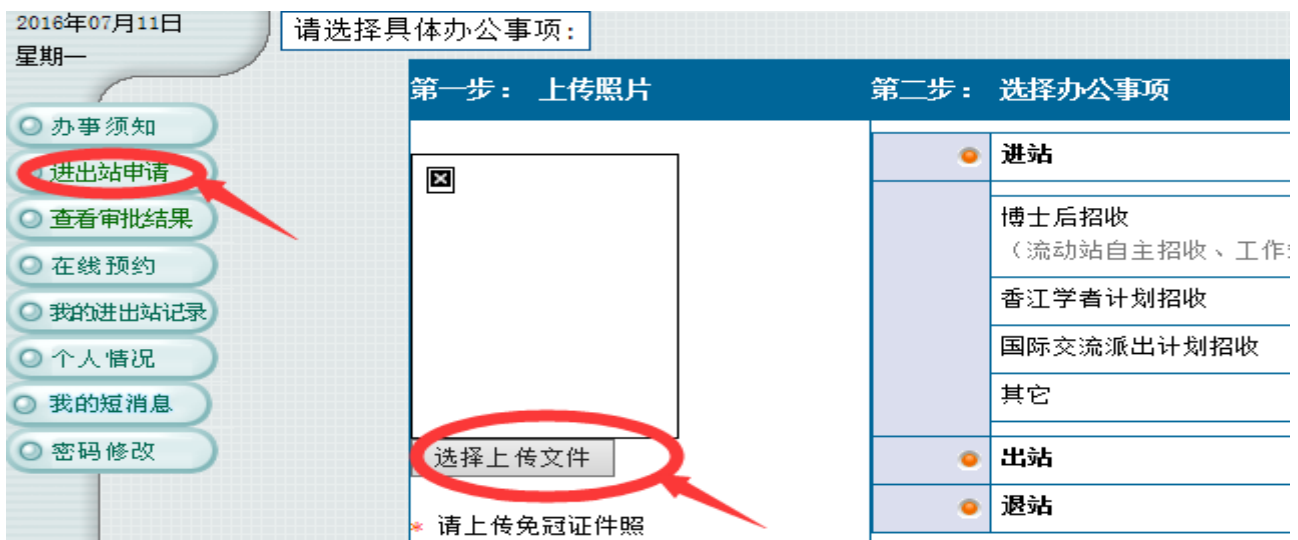 2016年07月11日
星期一
请选择具体办公事项：
办事须知
进出站申请
查看审批结果
在线预约
我的进出站记录
个人情况
我的短消息
密码修改
第一步： 上传照片
选择上传文件
* 请上传免冠证件照
第二步： 选择办公事项
进站
博士后招收
（流动站自主招收、工作
香江学者计划招收
国际交流派出计划招收
其它
出站
退站